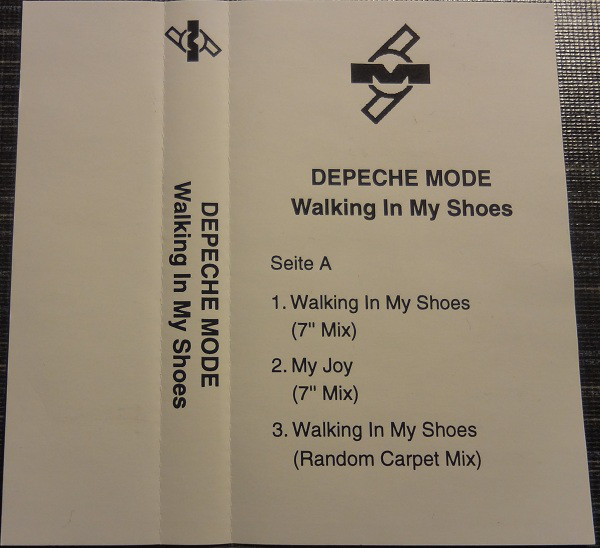 DEPECHE MODE
Walking In My Shoes
M
DEPECHE MODE
Walking In My Shoes
Seite A
1. Walking In My Shoes
(7" Mix)
2. My Joy
(7" Mix)
3. Walking In My Shoes
(Random Carpet Mix)